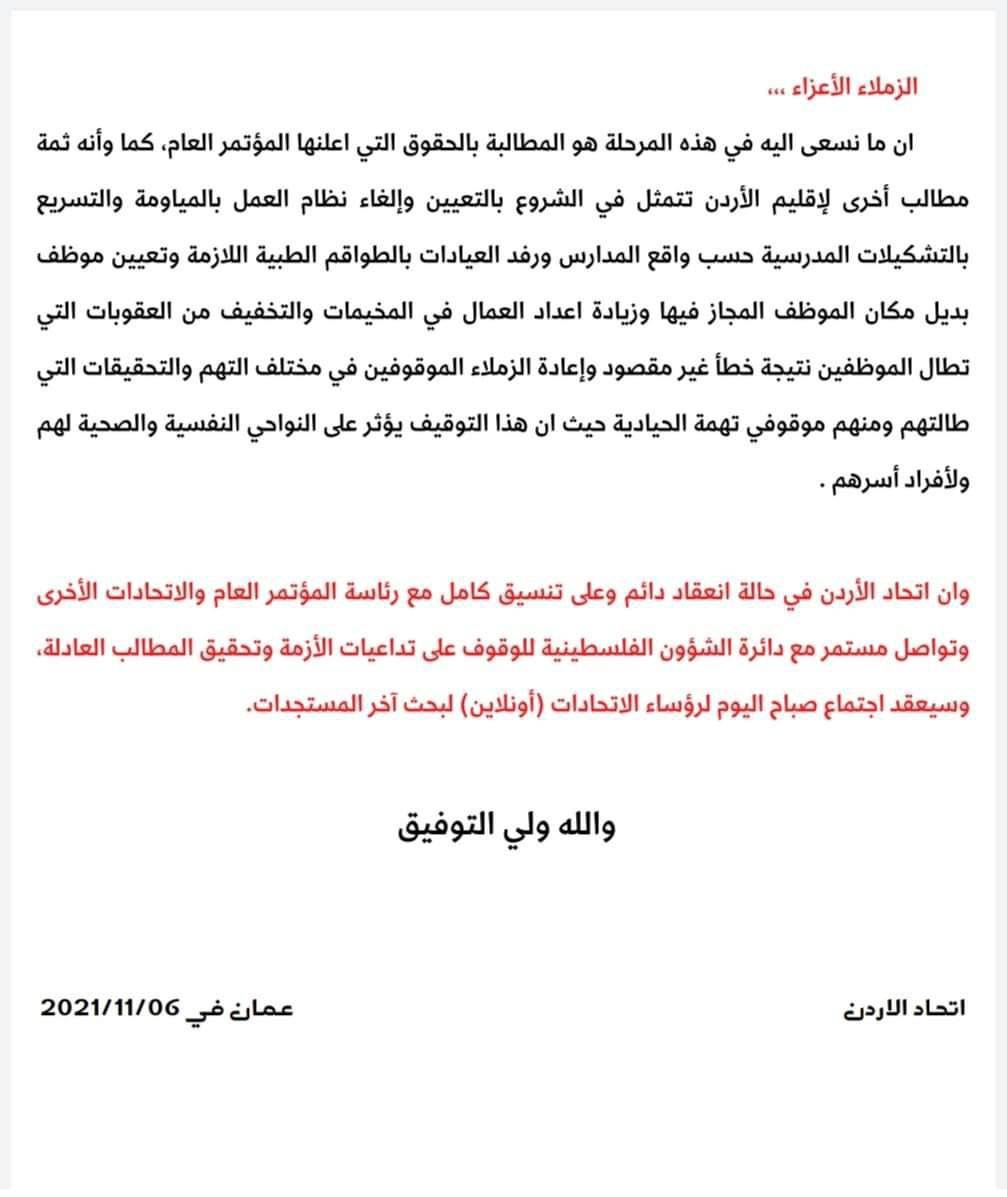 الزملاء الأعزاء ،،،
ان ما نسعى اليه في هذه المرحلة هو المطالبة بالحقوق التي اعلنها المؤتمر العام، كما وأنه ثمة
مطالب أخرى لإقليم الأردن تتمثل في الشروع بالتعيين وإلغاء نظام العمل بالمياومة والتسريع
بالتشكيلات المدرسية حسب واقع المدارس ورفد العيادات بالطواقم الطبية اللازمة وتعيين موظف
بديل مكان الموظف المجاز فيها وزيادة اعداد العمال في المخيمات والتخفيف من العقوبات التي
تطال الموظفين نتيجة خطأ غير مقصود وإعادة الزملاء الموقوفين في مختلف التهم والتحقيقات التي
طالتهم ومنهم موقوفي تهمة الحيادية حيث ان هذا التوقيف يؤثر على النواحي النفسية والصحية لهم
ولأفراد أسرهم .
وان اتحاد الأردن في حالة انعقاد دائم وعلى تنسيق كامل مع رئاسة المؤتمر العام والاتحادات الأخرى
وتواصل مستمر مع دائرة الشؤون الفلسطينية للوقوف على تداعيات الأزمة وتحقيق المطالب العادلة،
وسيعقد اجتماع صباح اليوم لرؤساء الاتحادات (أونلاين) لبحث آخر المستجدات.
والله ولي التوفيق
اتحاد الاردن
عمان في 2021/11/06